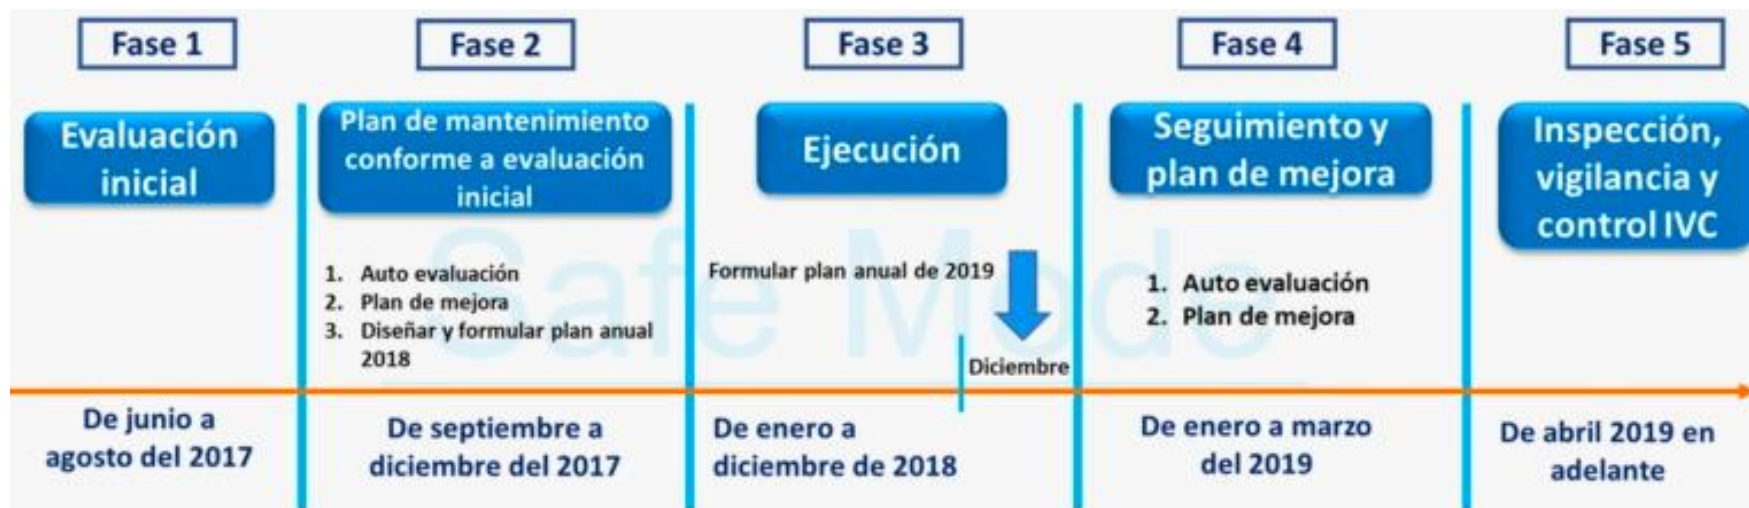 Fase 1
Evaluación
inicial
De junio a
agosto del 2017
Fase 2
Plan de mantenimiento
conforme a evaluación
inicial
1. Auto evaluación
2. Plan de mejora
3. Diseñar y formular plan anual
2018
De septiembre a
diciembre del 2017
Fase 3
Ejecución
Formular plan anual de 2019
Diciembre
De enero a
diciembre de 2018
Fase 4
Seguimiento y
plan de mejora
1. Auto evaluación
2. Plan de mejora
De enero a marzo
del 2019
Fase 5
Inspección,
vigilancia y
control IVC
De abril 2019 en
adelante
Safe Mode